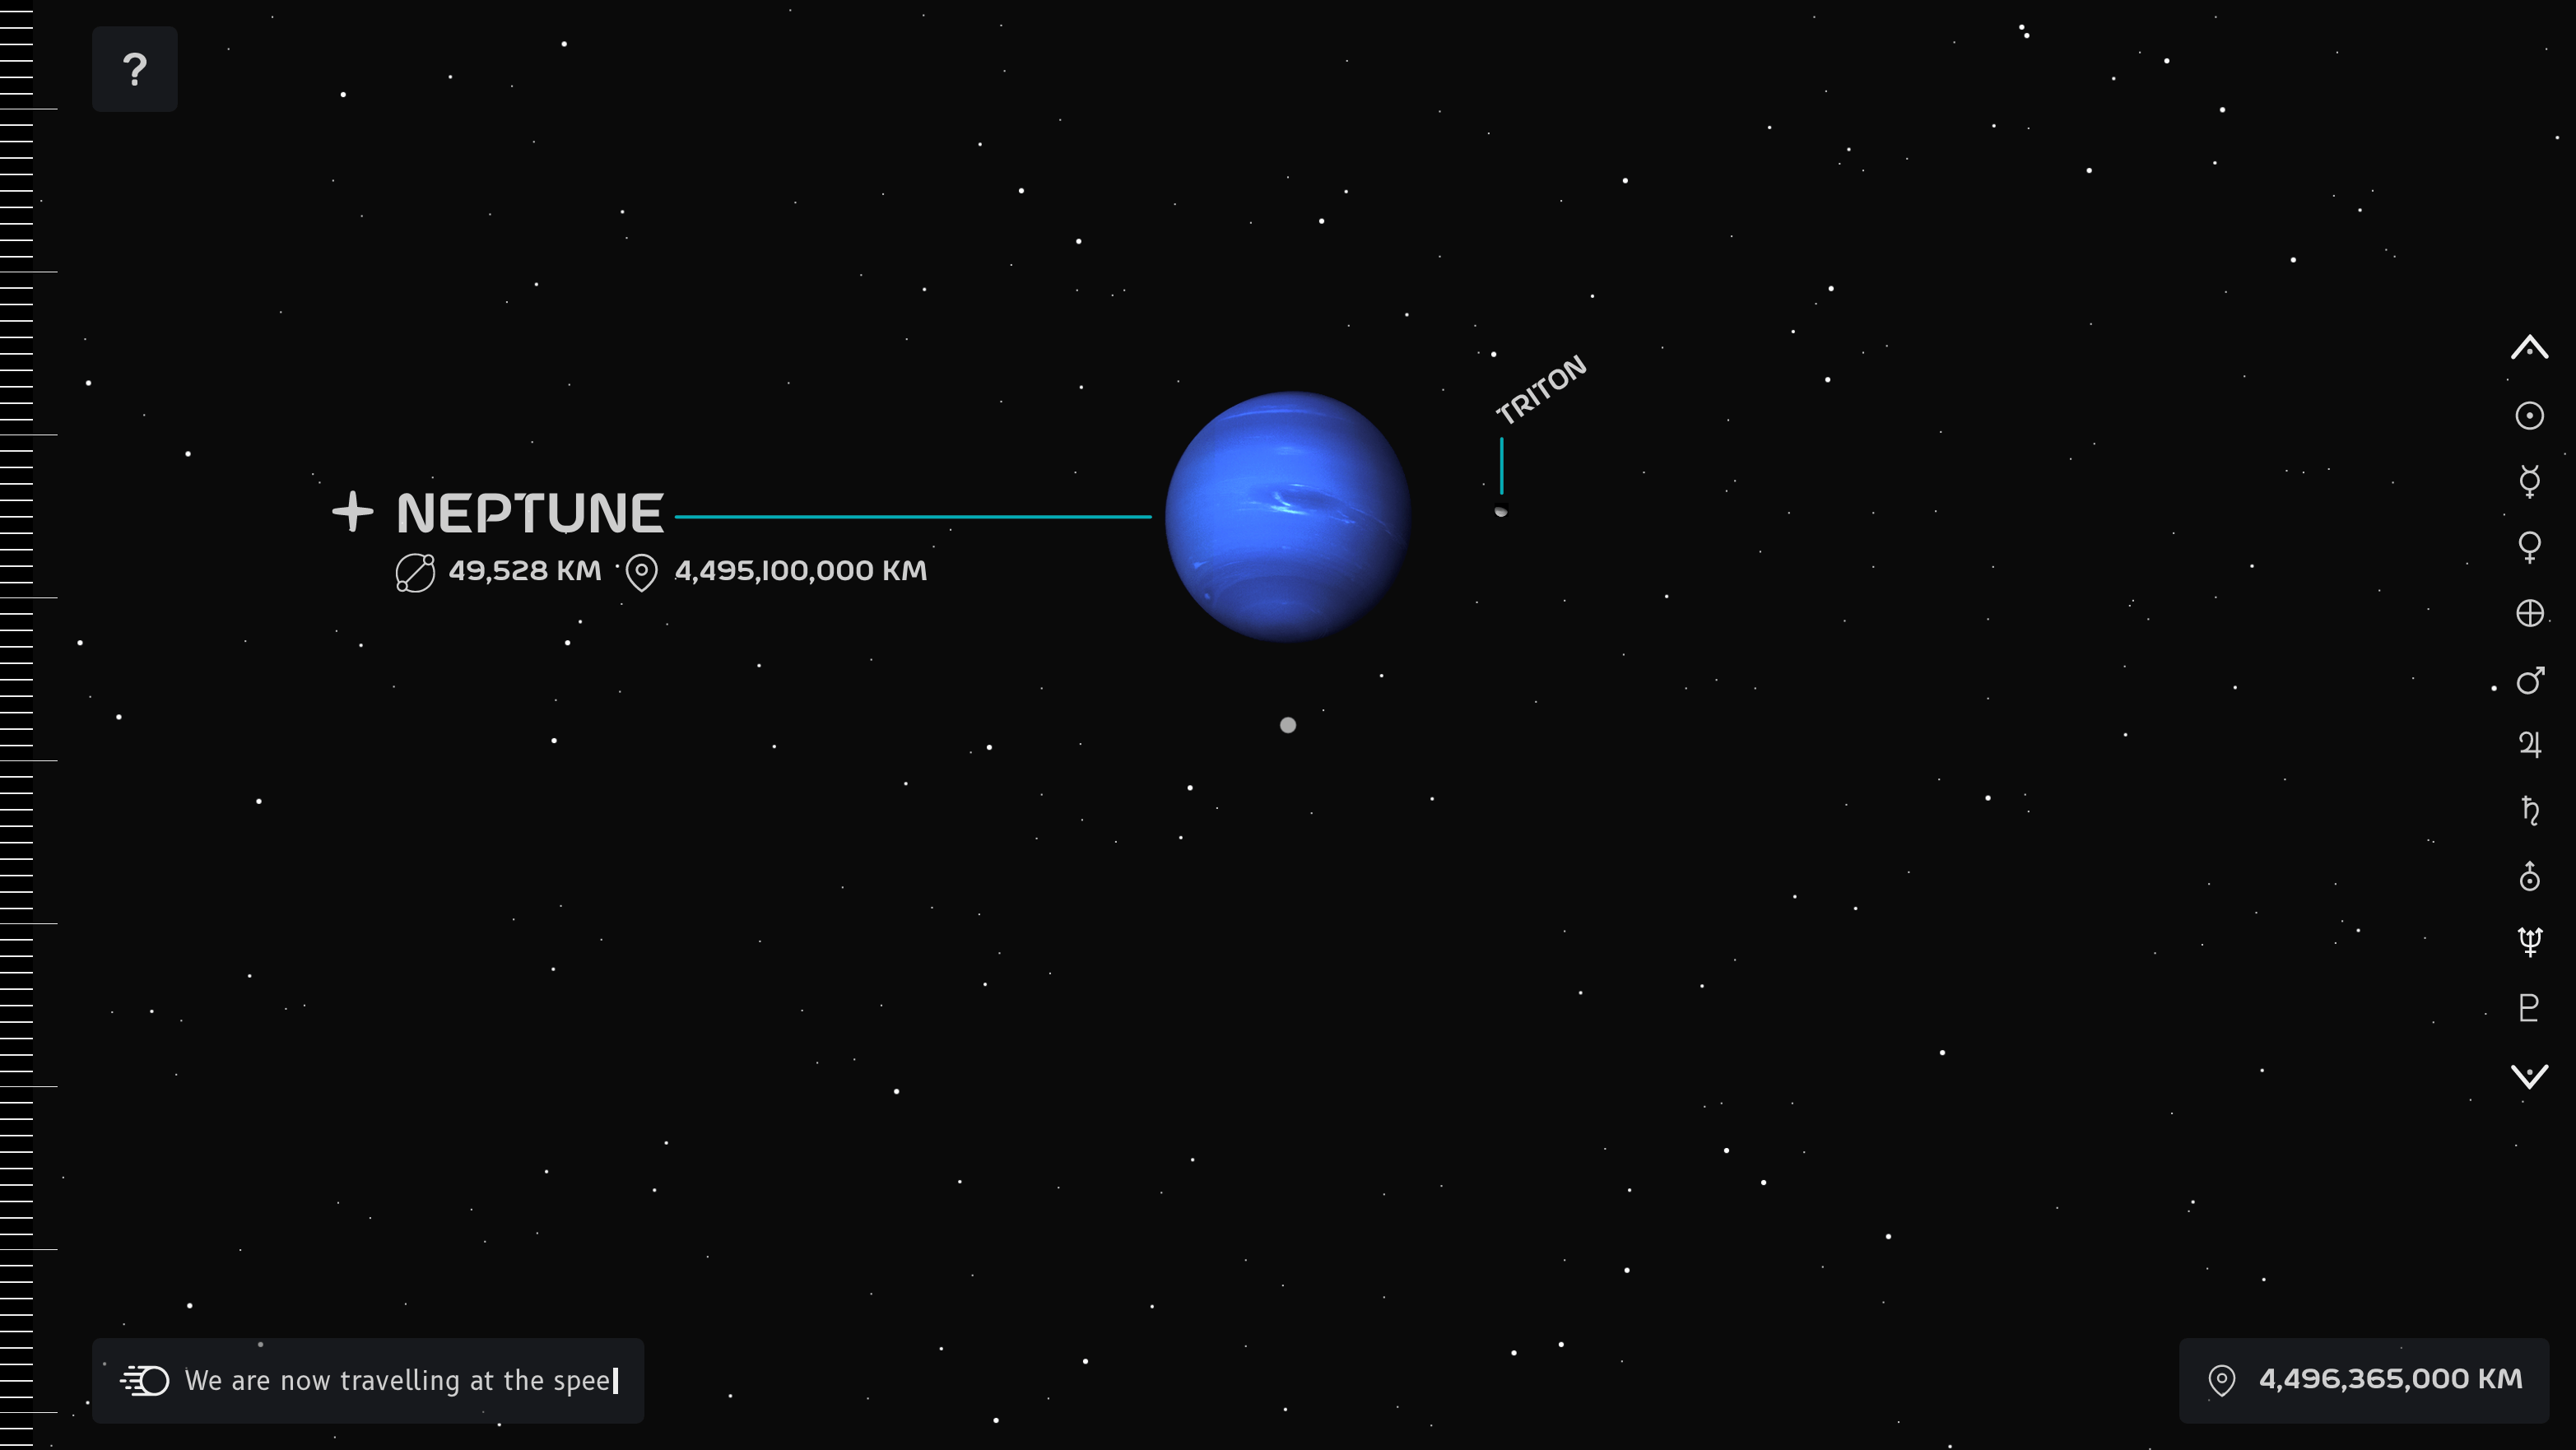 ?
TRITON
NEPTUNE
49,528 KM 4,495,100,000 KM
We are now travelling at the spee
4,496,365,000 KM